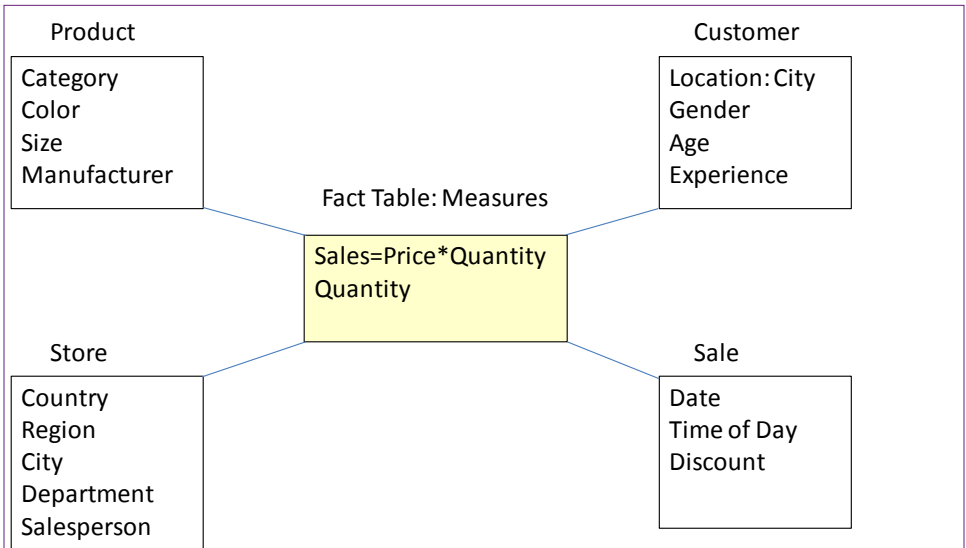 Product
Category
Color
Size
Manufacturer
Customer
Location: City
Gender
Age
Experience
Fact Table: Measures
Sales=Price*Quantity
Quantity
Store
Country
Region
City
Department
Salesperson
Sale
Date
Time of Day
Discount